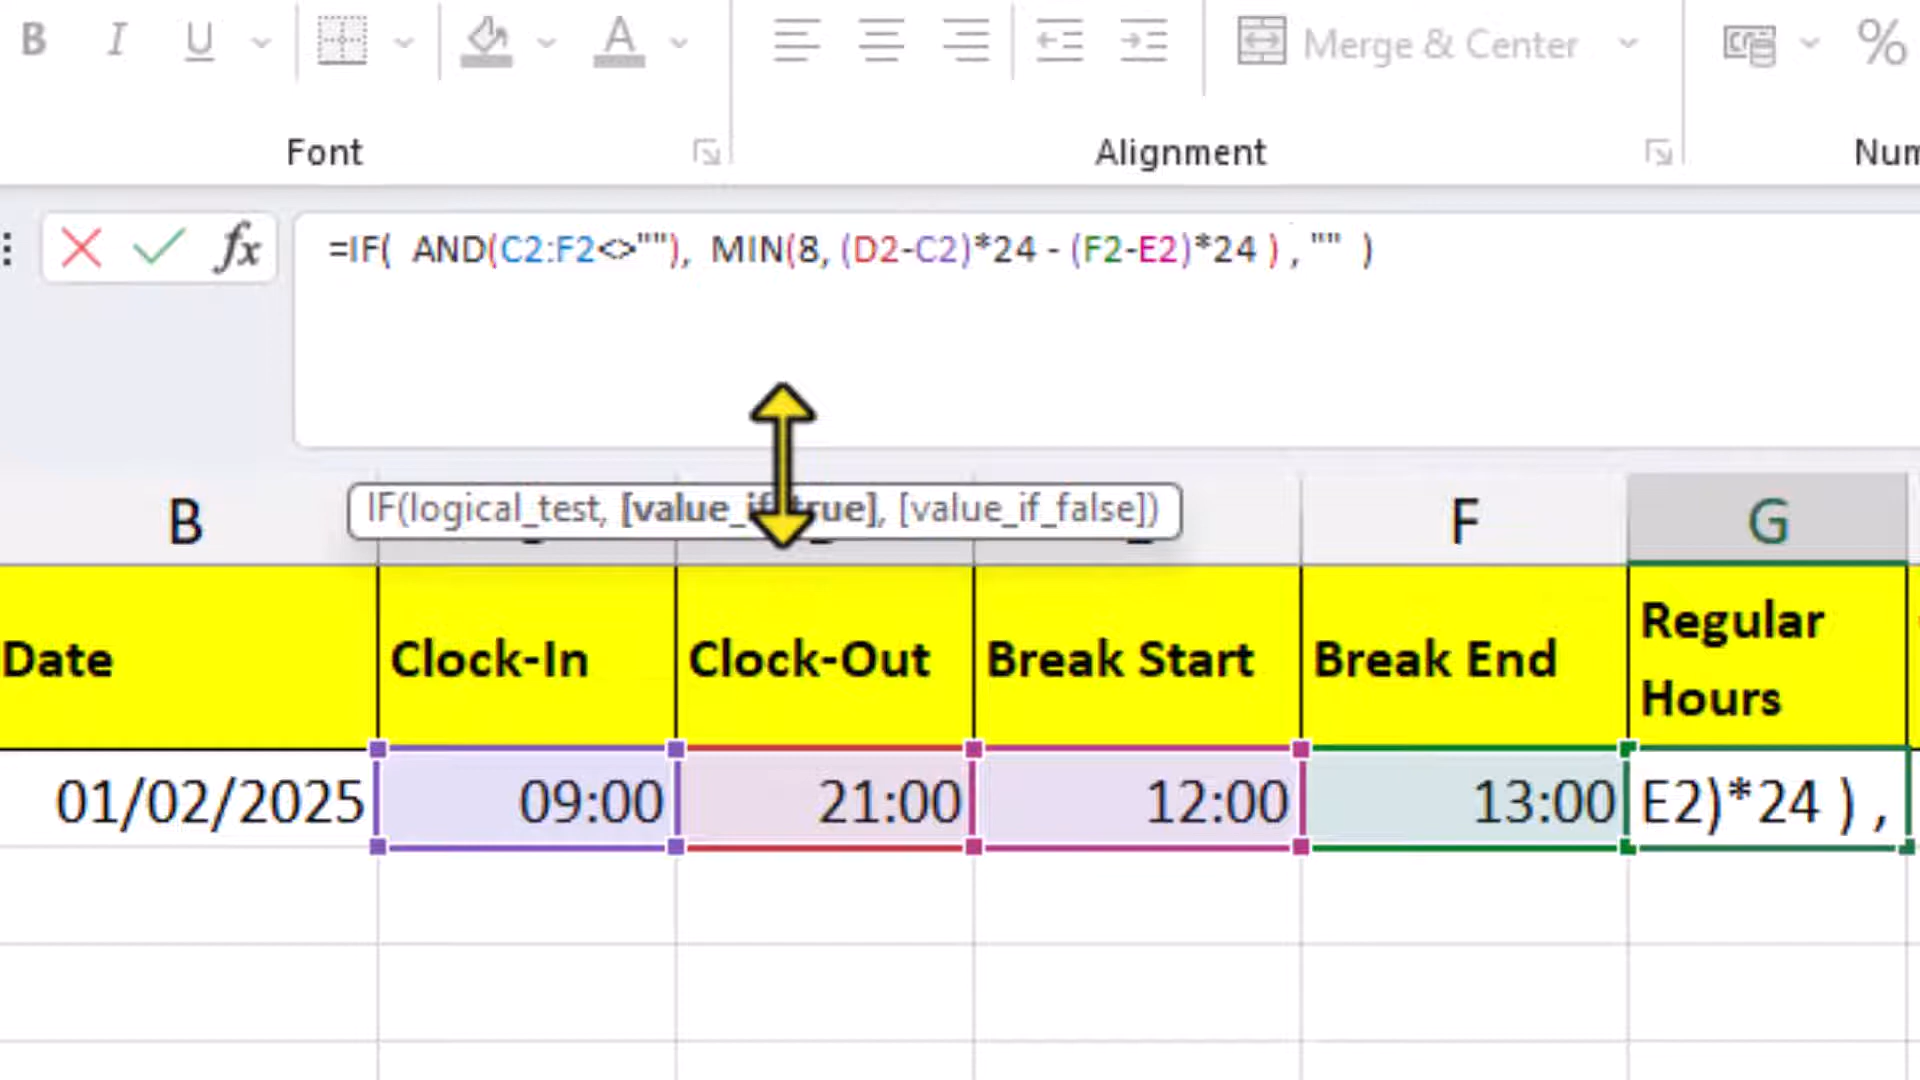 B I U A Merge & Center %
Font Alignment Num
fx =IF( AND(C2:F2<>""), MIN(8, (D2-C2)*24 - (F2-E2)*24 ) , "" )
IF(logical_test, [value_if_true], [value_if_false])
B F G
Date Clock-In Clock-Out Break Start Break End Regular Hours
01/02/2025 09:00 21:00 12:00 13:00 E2)*24 ) ,